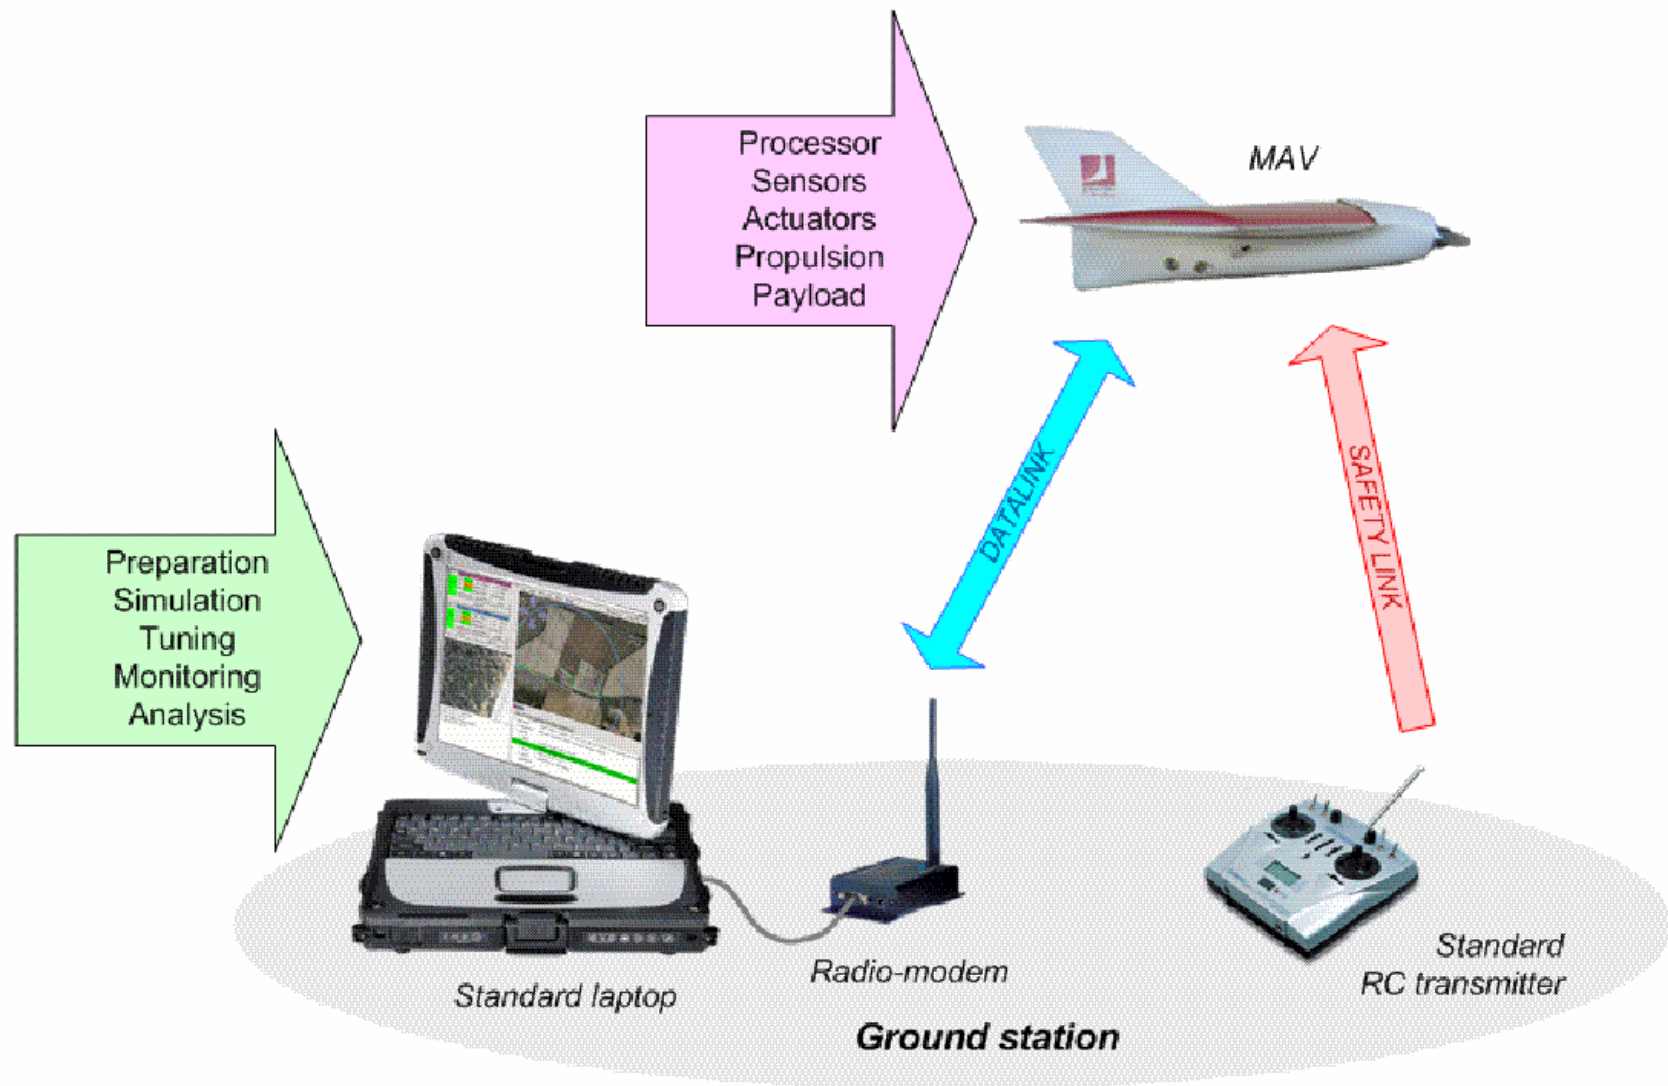 Processor
Sensors
Actuators
Propulsion
Payload
MAV
DATALINK
SAFETY LINK
Preparation
Simulation
Tuning
Monitoring
Analysis
Standard laptop
Radio-modem
Standard
RC transmitter
Ground station